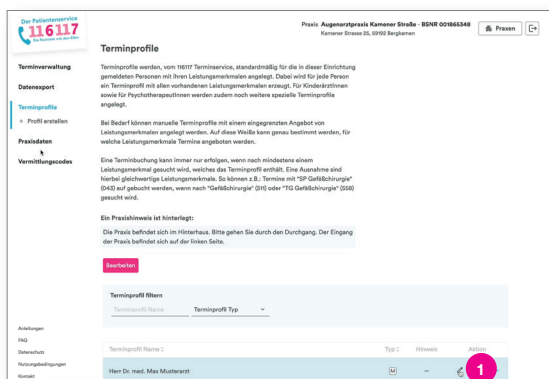 Der Patientenservice
116117
Die Nummer mit den Elfen
Praxis Augenarztpraxis Kamener Straße - BSNR 001865348
Kamener Strasse 25, 59192 Bergkamen
Praxen
Terminverwaltung
Datenexport
Terminprofile
+ Profil erstellen
Praxisdaten
Vermittlungscodes
Terminprofile
Terminprofile werden, vom 116117 Terminservice, standardmäßig für die in dieser Einrichtung
gemeldeten Personen mit ihren Leistungsmerkmalen angelegt. Dabei wird für jede Person
ein Terminprofil mit allen vorhandenen Leistungsmerkmalen erzeugt. Für KinderärztInnen
sowie für PsychotherapeutInnen werden zudem noch weitere spezielle Terminprofile
angelegt.
Bei Bedarf können manuelle Terminprofile mit einem eingegrenzten Angebot von
Leistungsmerkmalen angelegt werden. Auf diese Weiße kann genau bestimmt werden, für
welche Leistungsmerkmale Termine angeboten werden.
Eine Terminbuchung kann immer nur erfolgen, wenn nach mindestens einem
Leistungsmerkmal gesucht wird, welches das Terminprofil enthält. Eine Ausnahme sind
hierbei gleichwertige Leistungsmerkmale. So können z.B.: Termine mit "SP Gefäßchirurgie"
(043) auf gebucht werden, wenn nach "Gefäßchirurgie" (511) oder "TG Gefäßchirurgie" (558)
gesucht wird.
Ein Praxishinweis ist hinterlegt:
Die Praxis befindet sich im Hinterhaus. Bitte gehen Sie durch den Durchgang. Der Eingang
der Praxis befindet sich auf der linken Seite.
Bearbeiten
Terminprofil filtern
Terminprofil Name
Terminprofil Typ
Terminprofil Name
Typ
Hinweis
Aktion
Herr Dr. med. Max Musterarzt
M
–
1
Anleitungen
FAQ
Datenschutz
Nutzungsbedingungen
Kontakt